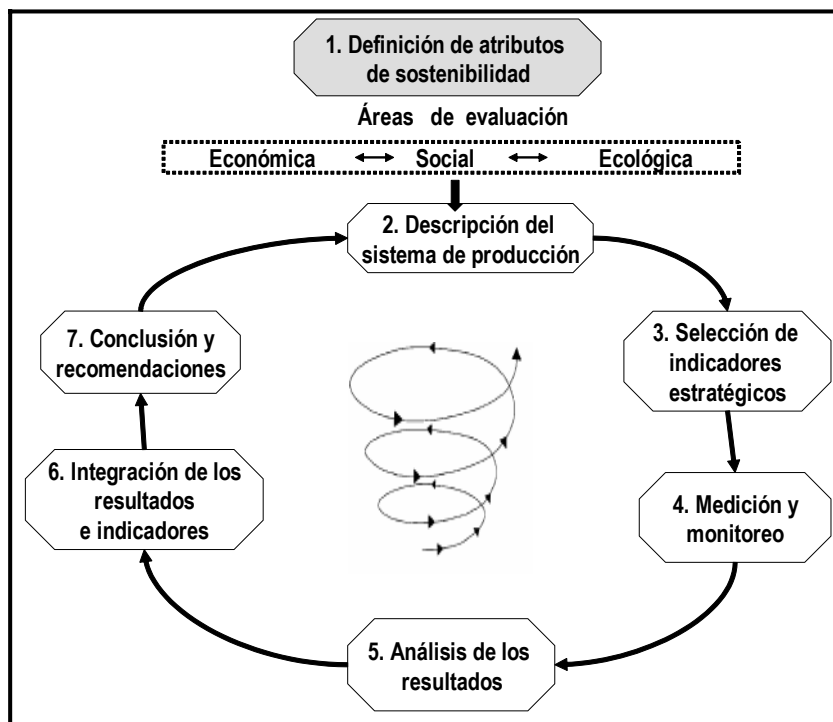 1. Definición de atributos
de sostenibilidad
Áreas de evaluación
Económica Social Ecológica
2. Descripción del
sistema de producción
3. Selección de
indicadores
estratégicos
4. Medición y
monitoreo
5. Análisis de los
resultados
6. Integración de los
resultados
e indicadores
7. Conclusión y
recomendaciones